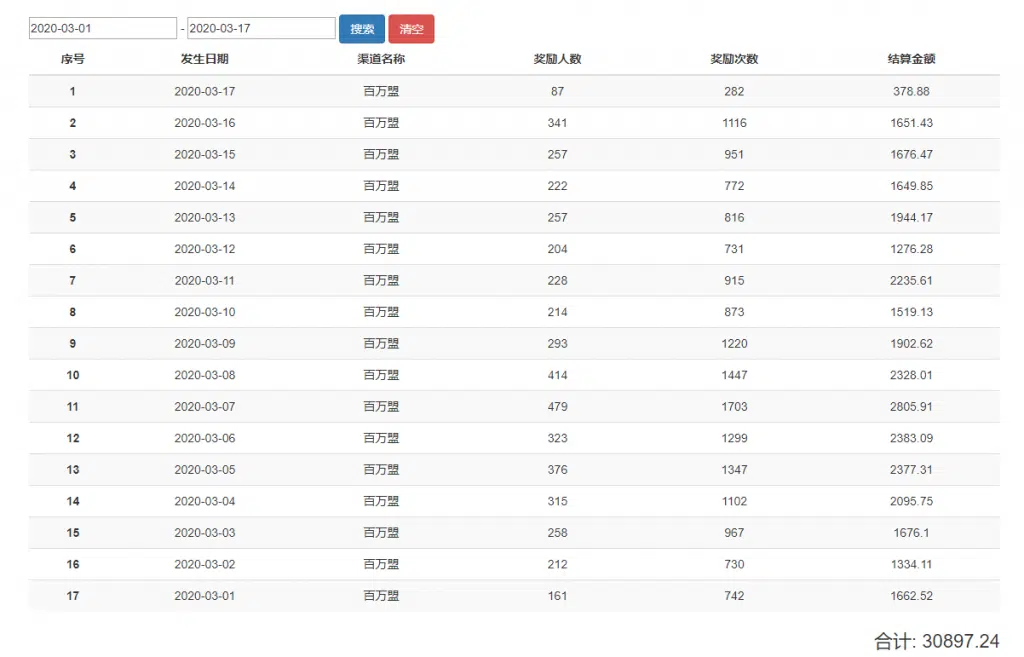 2020-03-01 - 2020-03-17 搜索 清空
序号 发生日期 渠道名称 奖励人数 奖励次数 结算金额
1 2020-03-17 百万盟 87 282 378.88
2 2020-03-16 百万盟 341 1116 1651.43
3 2020-03-15 百万盟 257 951 1676.47
4 2020-03-14 百万盟 222 772 1649.85
5 2020-03-13 百万盟 257 816 1944.17
6 2020-03-12 百万盟 204 731 1276.28
7 2020-03-11 百万盟 228 915 2235.61
8 2020-03-10 百万盟 214 873 1519.13
9 2020-03-09 百万盟 293 1220 1902.62
10 2020-03-08 百万盟 414 1447 2328.01
11 2020-03-07 百万盟 479 1703 2805.91
12 2020-03-06 百万盟 323 1299 2383.09
13 2020-03-05 百万盟 376 1347 2377.31
14 2020-03-04 百万盟 315 1102 2095.75
15 2020-03-03 百万盟 258 967 1676.1
16 2020-03-02 百万盟 212 730 1334.11
17 2020-03-01 百万盟 161 742 1662.52
合计: 30897.24